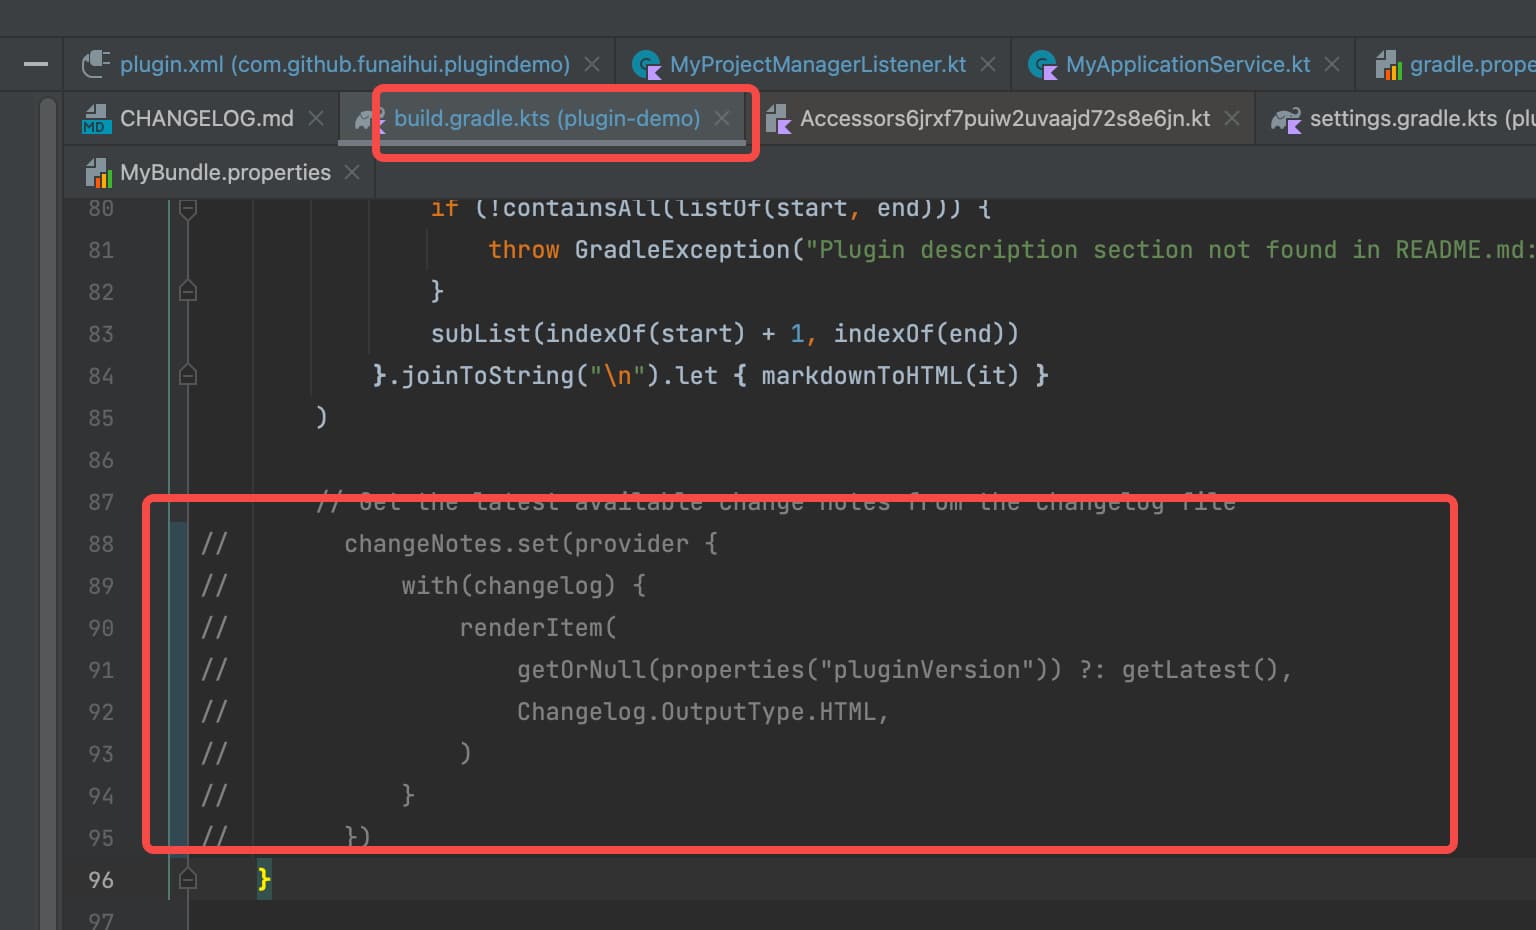 plugin.xml (com.github.funaihui.plugindemo)
MyProjectManagerListener.kt
MyApplicationService.kt
gradle.prope
CHANGELOG.md
build.gradle.kts (plugin-demo)
Accessors6jrxf7puiw2uvaajd72s8e6jn.kt
settings.gradle.kts (plu
MyBundle.properties
80 if (!containsAll(listOf(start, end))) {
81 throw GradleException("Plugin description section not found in README.md:
82 }
83 subList(indexOf(start) + 1, indexOf(end))
84 }.joinToString("\n").let { markdownToHTML(it) }
85 )
86
87 // Get the latest available change notes from the changelog file
88 // changeNotes.set(provider {
89 // with(changelog) {
90 // renderItem(
91 // getOrNull(properties("pluginVersion")) ?: getLatest(),
92 // Changelog.OutputType.HTML,
93 // )
94 // }
95 // })
96 }
97